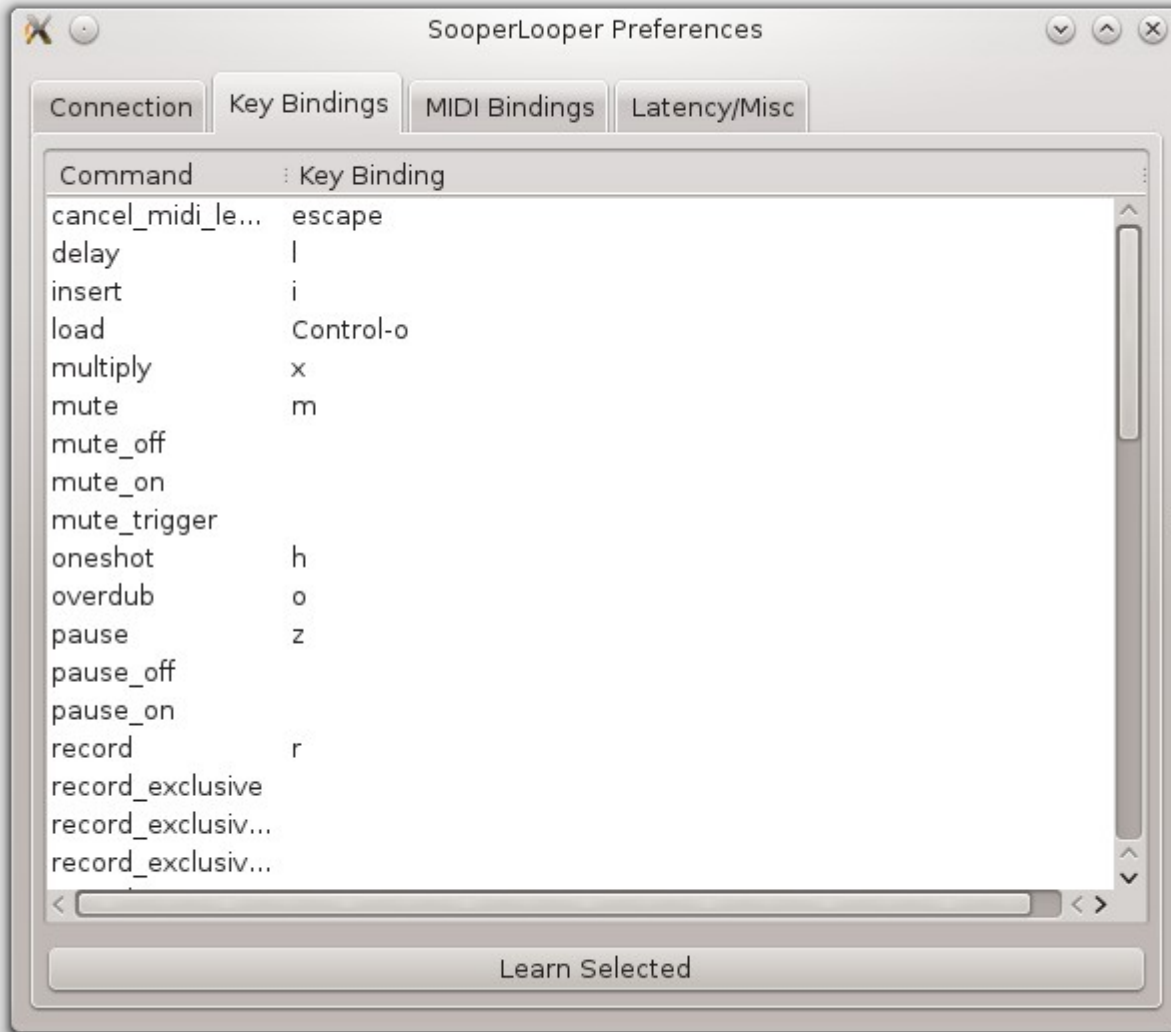 SooperLooper Preferences
Connection Key Bindings MIDI Bindings Latency/Misc
Command Key Binding
cancel_midi_le... escape
delay l
insert i
load Control-o
multiply x
mute m
mute_off
mute_on
mute_trigger
oneshot h
overdub o
pause z
pause_off
pause_on
record r
record_exclusive
record_exclusiv...
record_exclusiv...
Learn Selected